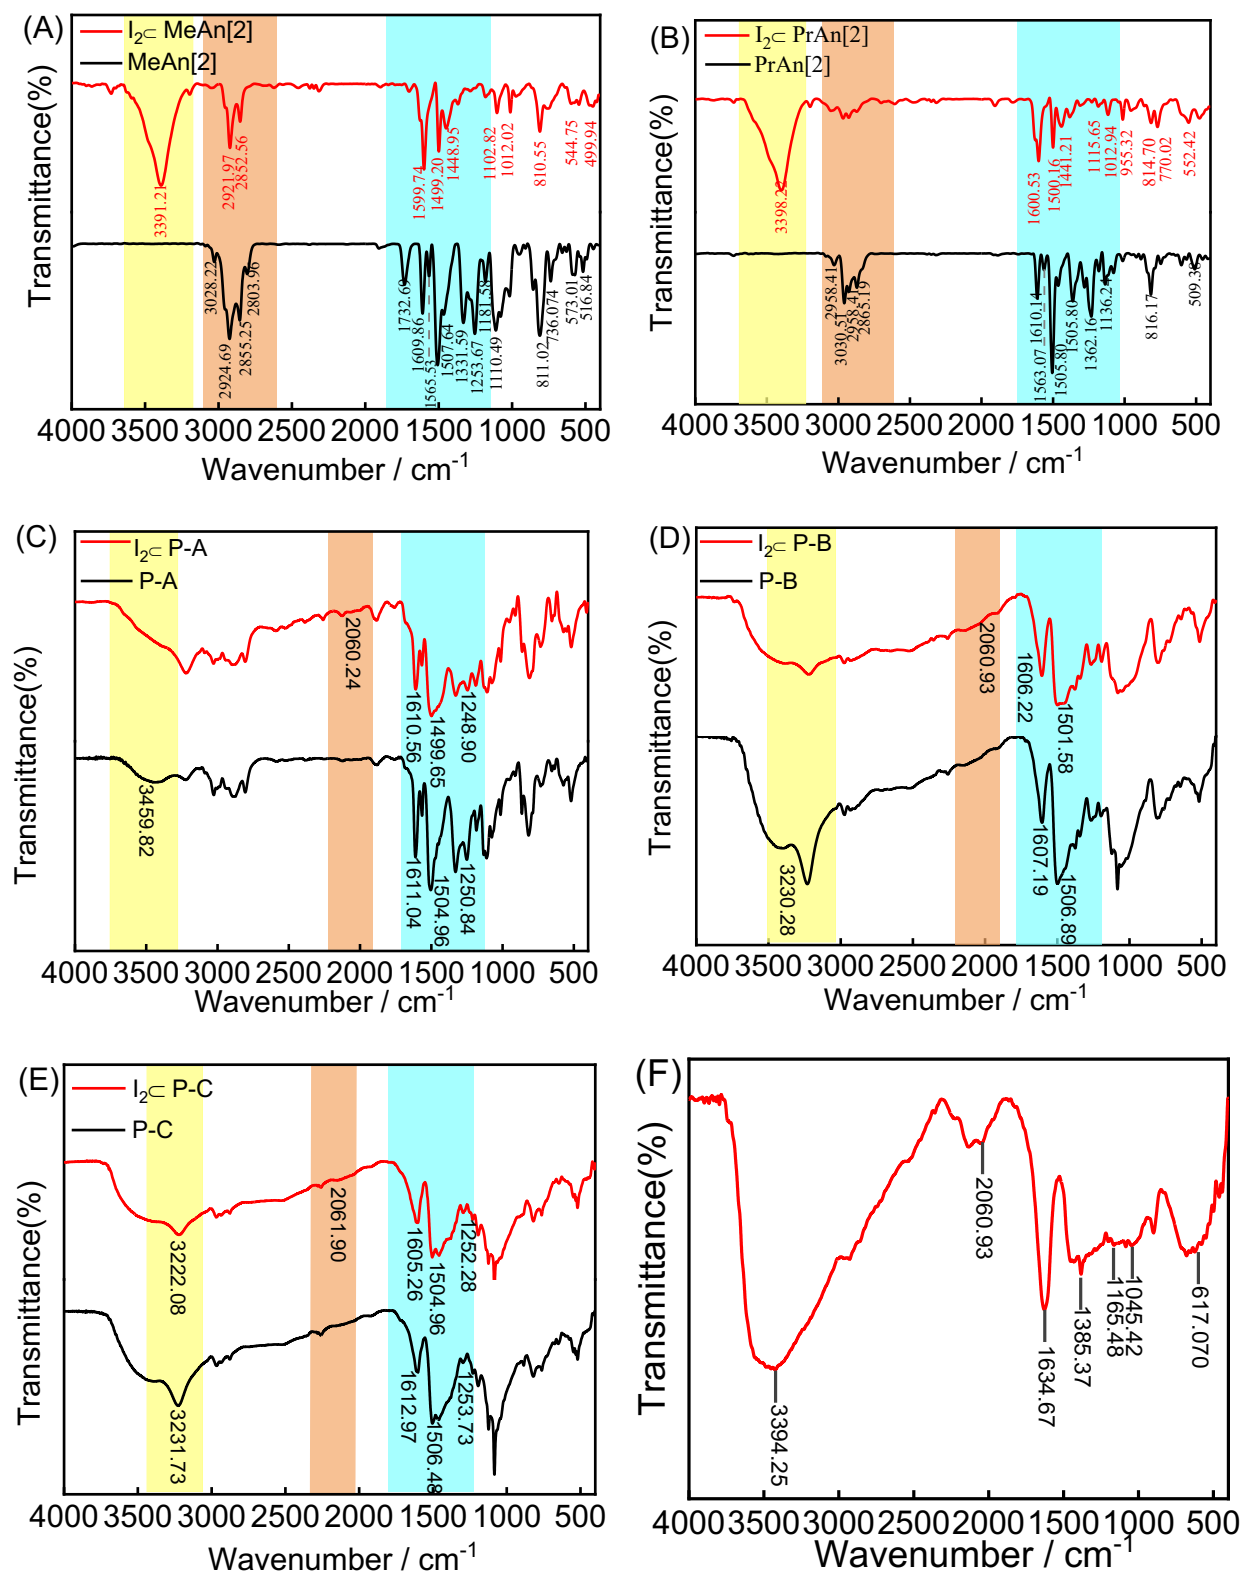 (A)
I2⊂ MeAn[2]
MeAn[2]
Transmittance(%)
3391.21
2921.97
2852.56
1599.74
1499.20
1448.95
1102.82
1012.02
810.55
544.75
499.94
3028.22
2924.69
2855.25
2803.96
1732.69
1609.86
1565.53
1507.64
1331.59
1253.67
1181.58
1110.49
811.02
736.074
573.01
516.84
4000 3500 3000 2500 2000 1500 1000 500
Wavenumber / cm-1
(B)
I2⊂ PrAn[2]
PrAn[2]
Transmittance(%)
1600.53
1500.16
1441.21
1115.65
1012.94
955.32
814.70
770.02
552.42
2958.41
3030.51
2958.41
2865.19
1563.07
1610.14
1505.80
1505.80
1362.16
1136.24
816.17
509.38
4000 3500 3000 2500 2000 1500 1000 500
Wavenumber / cm-1
(C)
I2⊂ P-A
P-A
Transmittance(%)
2060.24
1610.56
1499.65
1248.90
3459.82
1611.04
1504.96
1250.84
4000 3500 3000 2500 2000 1500 1000 500
Wavenumber / cm-1
(D)
I2⊂ P-B
P-B
Transmittance(%)
2060.93
1606.22
1501.58
3230.28
1607.19
1506.89
4000 3500 3000 2500 2000 1500 1000 500
Wavenumber / cm-1
(E)
I2⊂ P-C
P-C
Transmittance(%)
3222.08
2061.90
1605.26
1504.96
1252.28
3231.73
1612.97
1506.48
1253.73
4000 3500 3000 2500 2000 1500 1000 500
Wavenumber / cm-1
(F)
Transmittance(%)
3394.25
2060.93
1634.67
1385.37
1165.48
1045.42
617.070
4000 3500 3000 2500 2000 1500 1000 500
Wavenumber / cm-1